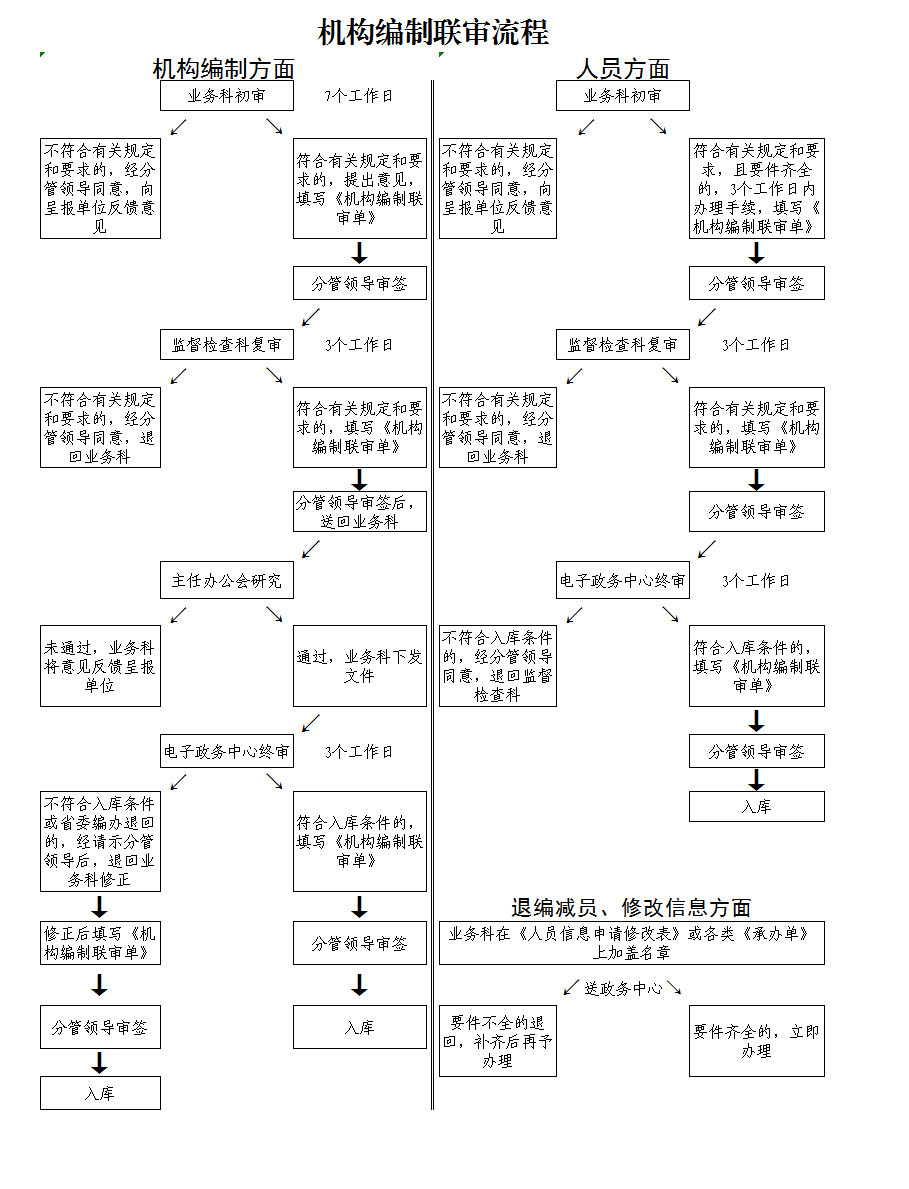 机构编制联审流程
机构编制方面
业务科初审
7个工作日
不符合有关规定
和要求的，经分
管领导同意，向
呈报单位反馈意
见
符合有关规定和要
求的，提出意见，
填写《机构编制联
审单》
分管领导审签
监督检查科复审
3个工作日
不符合有关规定
和要求的，经分
管领导同意，退
回业务科
符合有关规定和要
求的，填写《机构
编制联审单》
分管领导审签后，
送回业务科
主任办公会研究
未通过，业务科
将意见反馈呈报
单位
通过，业务科下发
文件
电子政务中心终审
3个工作日
不符合入库条件
或省委编办退回
的，经请示分管
领导后，退回业
务科修正
符合入库条件的，
填写《机构编制联
审单》
修正后填写《机
构编制联审单》
分管领导审签
分管领导审签
入库
入库
人员方面
业务科初审
不符合有关规定
和要求的，经分
管领导同意，向
呈报单位反馈意
见
符合有关规定和要
求，且要件齐全
的，3个工作日内
办理手续，填写《
机构编制联审单》
分管领导审签
监督检查科复审
3个工作日
不符合有关规定
和要求的，经分
管领导同意，退
回业务科
符合有关规定和要
求的，填写《机构
编制联审单》
分管领导审签
电子政务中心终审
3个工作日
不符合入库条件
的，经分管领导
同意，退回监督
检查科
符合入库条件的，
填写《机构编制联
审单》
分管领导审签
入库
退编减员、修改信息方面
业务科在《人员信息申请修改表》或各类《承办单》
上加盖名章
送政务中心
要件不全的退
回，补齐后再予
办理
要件齐全的，立即
办理